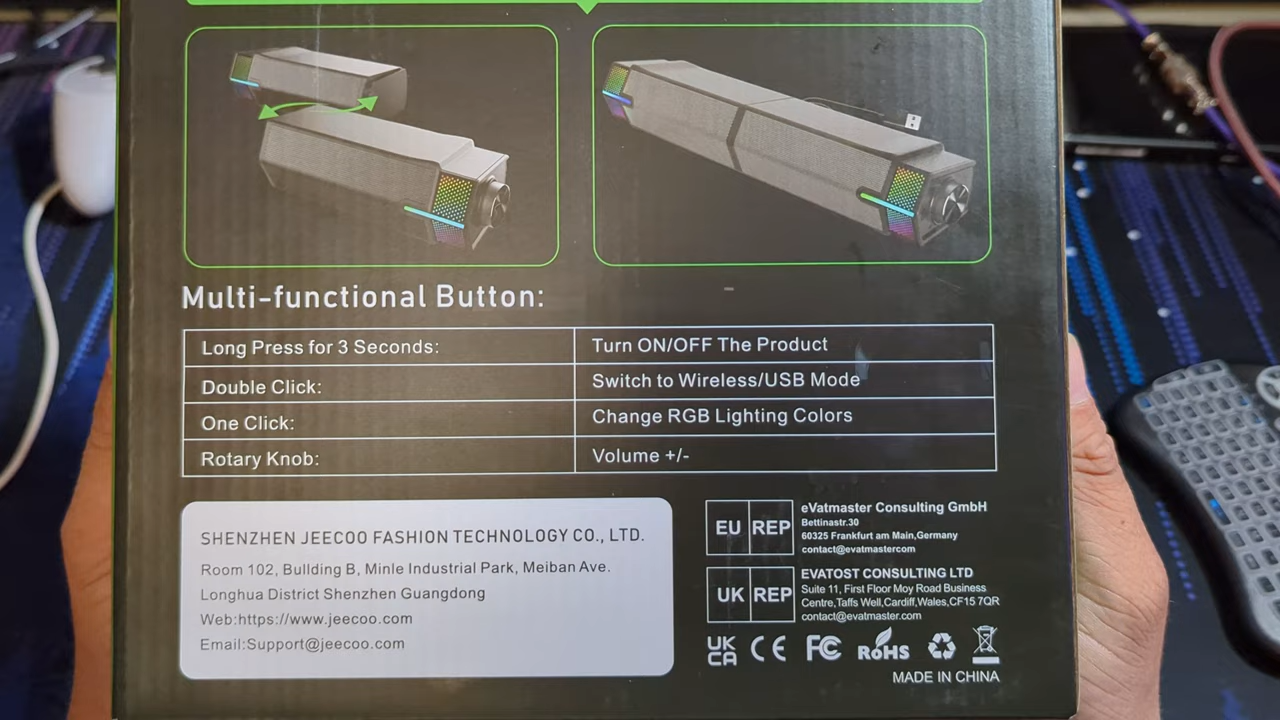 Multi-functional Button:
Long Press for 3 Seconds: Turn ON/OFF The Product
Double Click: Switch to Wireless/USB Mode
One Click: Change RGB Lighting Colors
Rotary Knob: Volume +/-
SHENZHEN JEECOO FASHION TECHNOLOGY CO., LTD.
Room 102, Bullding B, Minle Industrial Park, Meiban Ave.
Longhua District Shenzhen Guangdong
Web:https://www.jeecoo.com
Email:Support@jeecoo.com
EU REP
eVatmaster Consulting GmbH
Bettinastr.30
60325 Frankfurt am Main,Germany
contact@evatmastercom
UK REP
EVATOST CONSULTING LTD
Suite 11, First Floor Moy Road Business
Centre,Taffs Well,Cardiff,Wales,CF15 7QR
contact@evatmaster.com
UK CA CE FC RoHS
MADE IN CHINA